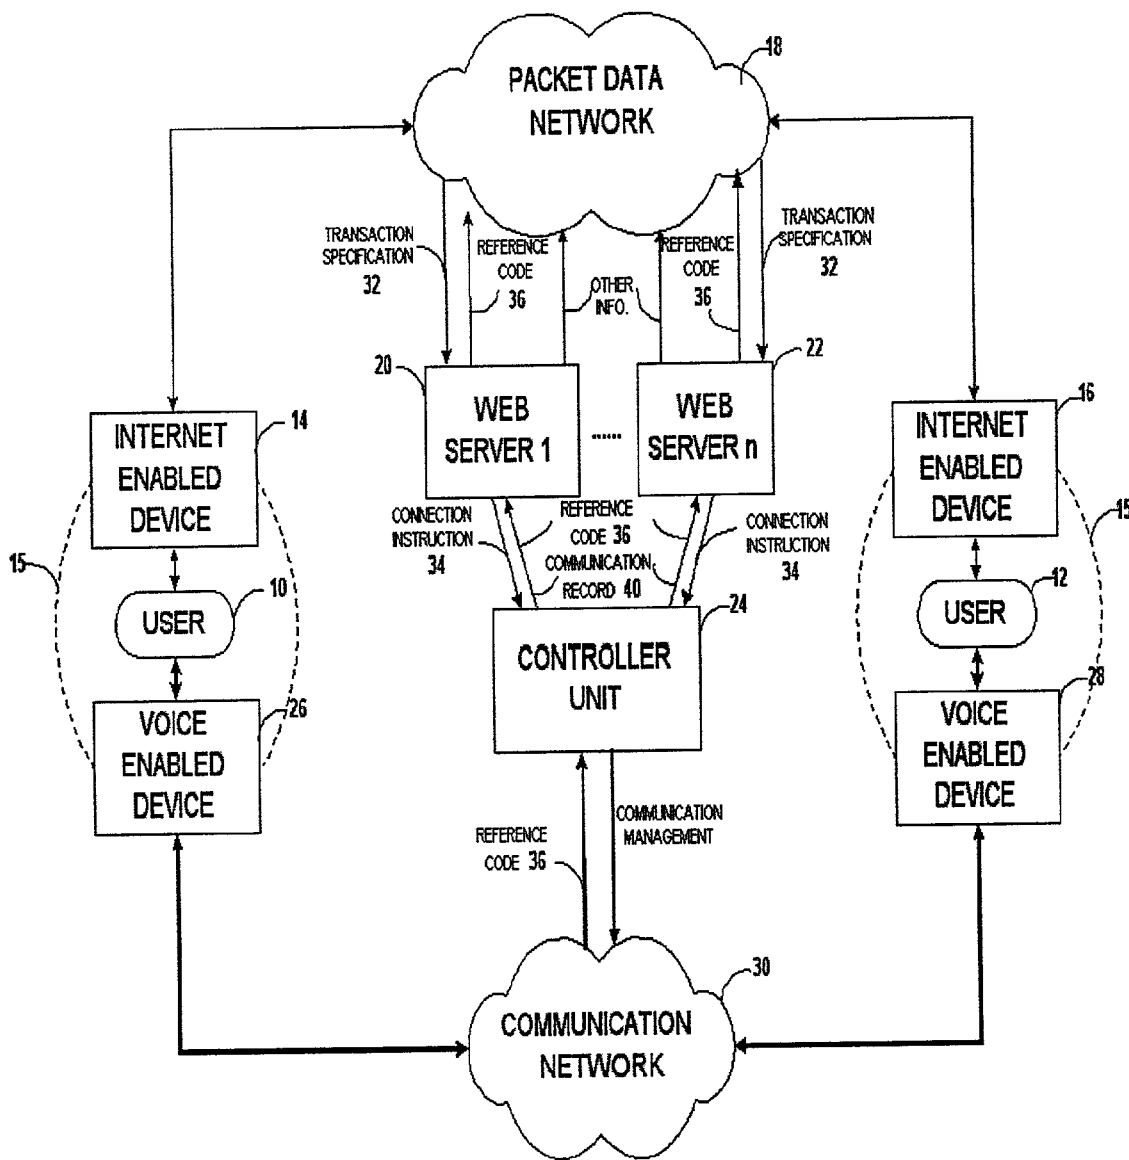 PACKET DATA
NETWORK
18
TRANSACTION
SPECIFICATION
32
REFERENCE
CODE
36
OTHER
INFO.
REFERENCE
CODE
36
TRANSACTION
SPECIFICATION
32
20
WEB
SERVER 1
......
22
WEB
SERVER n
14
INTERNET
ENABLED
DEVICE
16
INTERNET
ENABLED
DEVICE
CONNECTION
INSTRUCTION
34
REFERENCE
CODE 36
COMMUNICATION
RECORD 40
CONNECTION
INSTRUCTION
34
15
10
USER
24
CONTROLLER
UNIT
12
USER
15
26
VOICE
ENABLED
DEVICE
28
VOICE
ENABLED
DEVICE
REFERENCE
CODE 36
COMMUNICATION
MANAGEMENT
30
COMMUNICATION
NETWORK